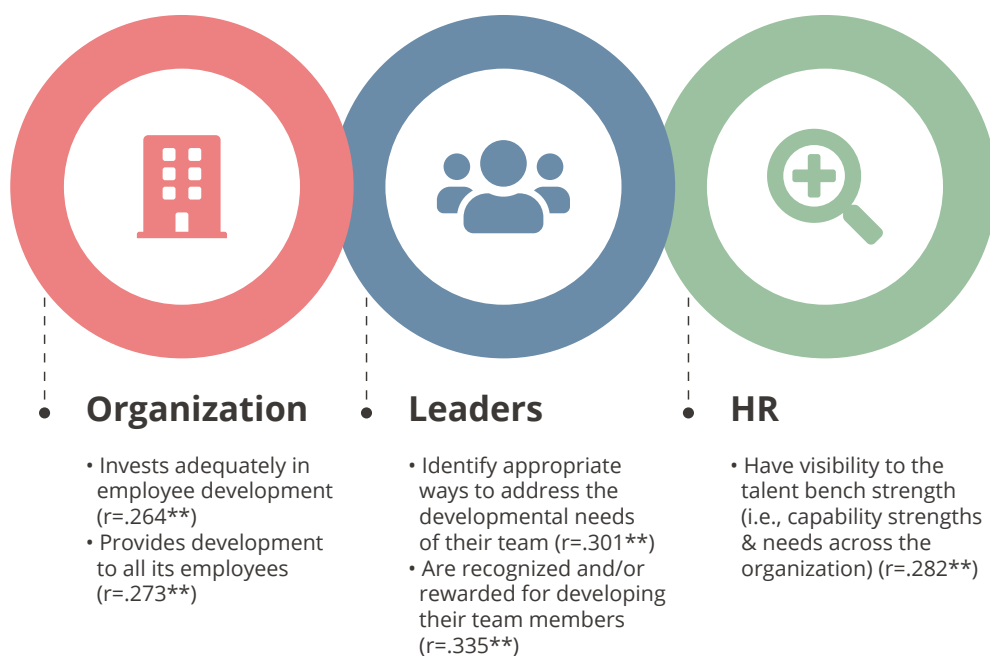 Organization
• Invests adequately in
employee development
(r=.264**)
• Provides development
to all its employees
(r=.273**)
Leaders
• Identify appropriate
ways to address the
developmental needs
of their team (r=.301**)
• Are recognized and/or
rewarded for developing
their team members
(r=.335**)
HR
• Have visibility to the
talent bench strength
(i.e., capability strengths
& needs across the
organization) (r=.282**)